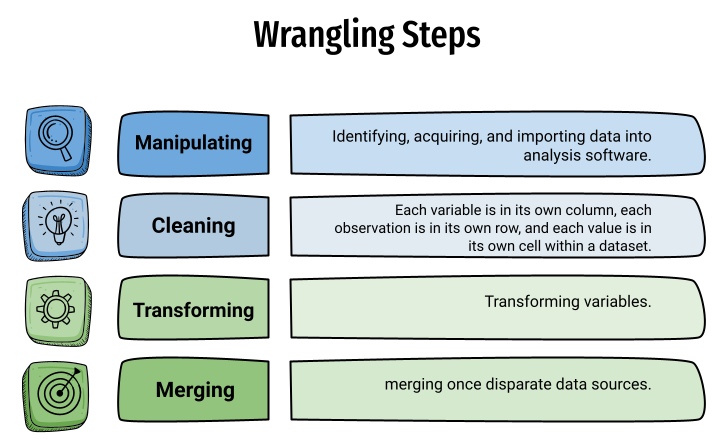 Wrangling Steps
Manipulating
Identifying, acquiring, and importing data into
analysis software.
Cleaning
Each variable is in its own column, each
observation is in its own row, and each value is in
its own cell within a dataset.
Transforming
Transforming variables.
Merging
merging once disparate data sources.